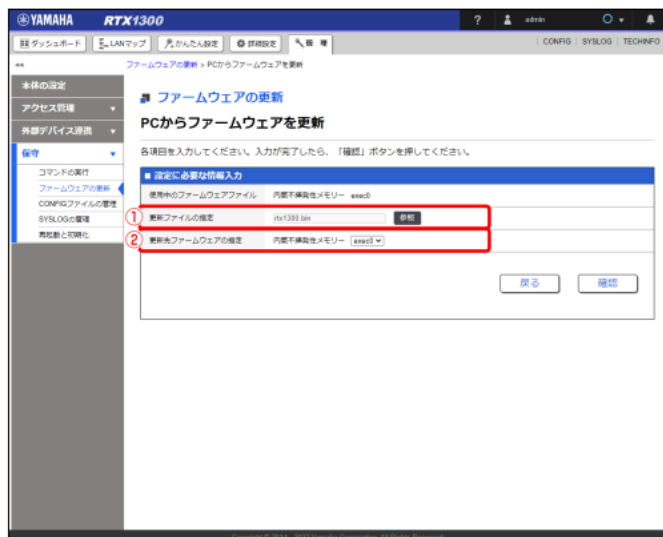 YAMAHA RTX1300 ? admin
ダッシュボード LANマップ かんたん設定 詳細設定 管理 CONFIG SYSLOG TECHINFO
ファームウェアの更新 > PCからファームウェアを更新
本体の設定
アクセス管理
外部デバイス連携
保守
コマンドの実行
ファームウェアの更新
CONFIGファイルの管理
SYSLOGの管理
再起動と初期化
ファームウェアの更新
PCからファームウェアを更新
各項目を入力してください。入力が完了したら、「確認」ボタンを押してください。
■ 設定に必要な情報入力
使用中のファームウェアファイル 内蔵不揮発性メモリー exec0
① 更新ファイルの指定 rtx1300.bin 参照
② 更新先ファームウェアの指定 内蔵不揮発性メモリー exec0
戻る 確認